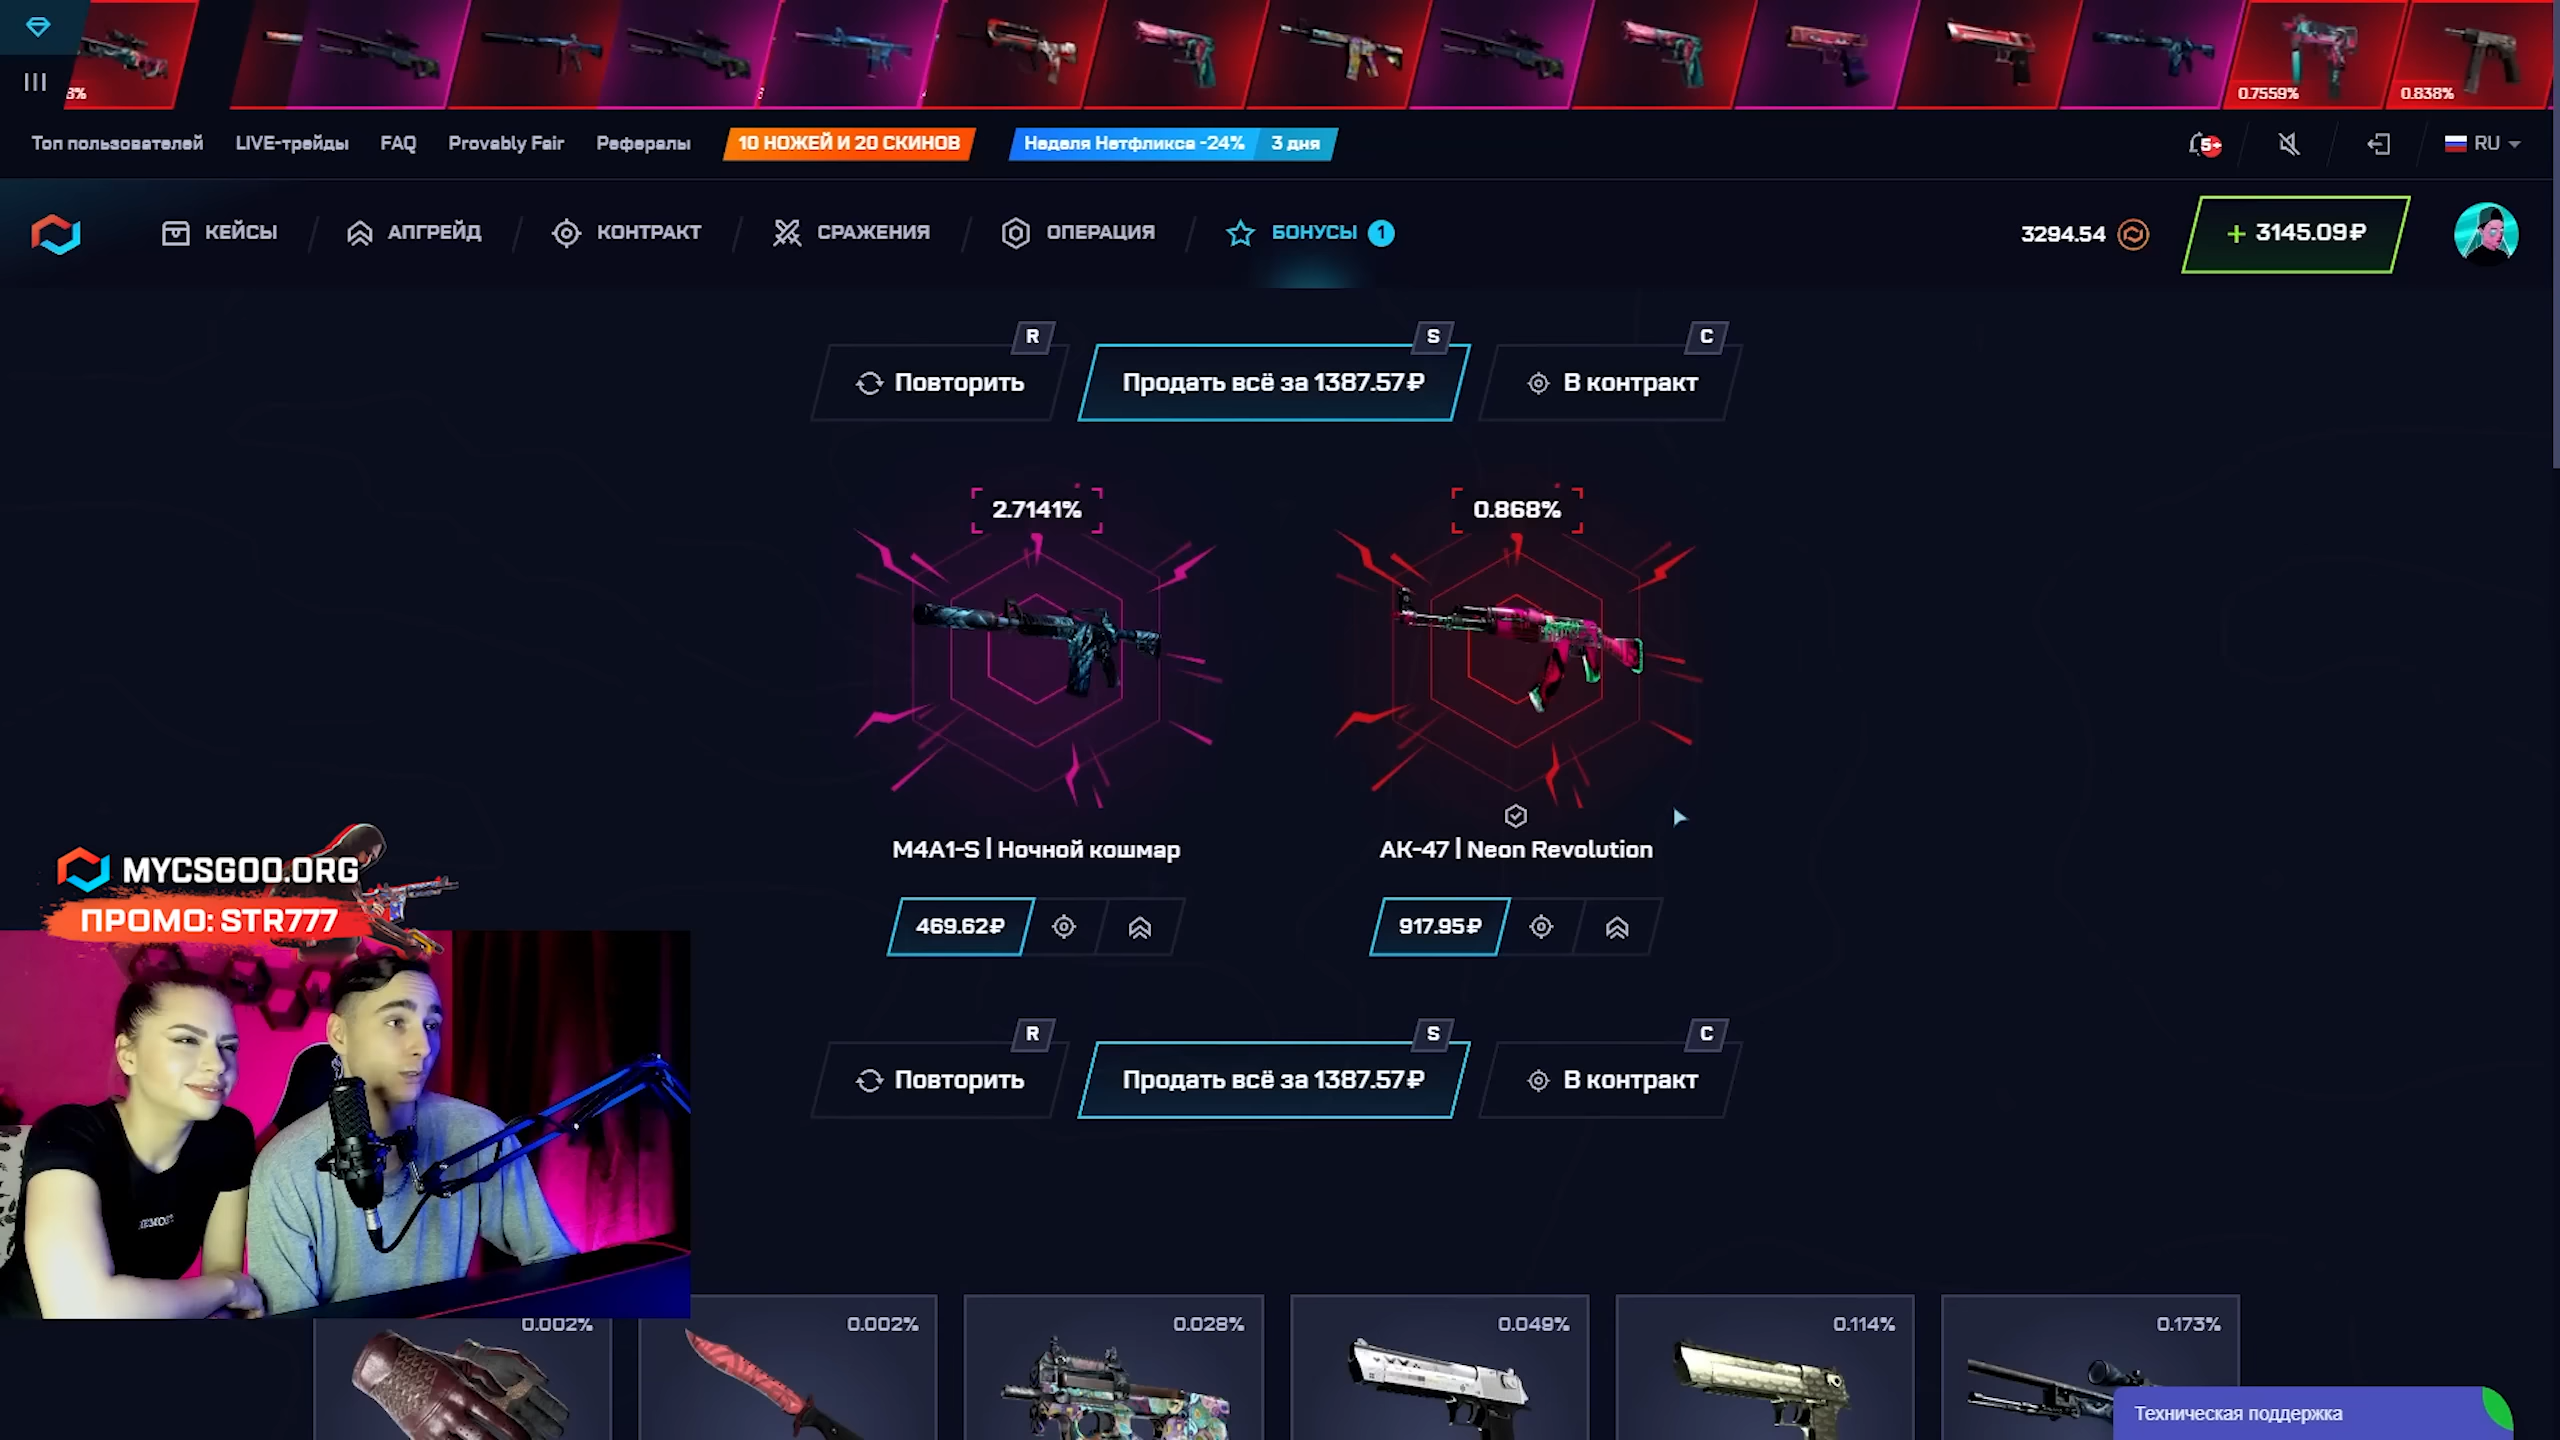 8%
0.7559%
0.838%
Топ пользователей
LIVE-трейды
FAQ
Provably Fair
Рефералы
10 НОЖЕЙ И 20 СКИНОВ
Неделя Нетфликса -24%
3 дня
5+
RU
КЕЙСЫ
АПГРЕЙД
КОНТРАКТ
СРАЖЕНИЯ
ОПЕРАЦИЯ
БОНУСЫ
1
3294.54
+ 3145.09₽
R
S
C
Повторить
Продать всё за 1387.57₽
В контракт
2.7141%
0.868%
M4A1-S | Ночной кошмар
AK-47 | Neon Revolution
469.62₽
917.95₽
MYCSGOO.ORG
ПРОМО: STR777
R
S
C
Повторить
Продать всё за 1387.57₽
В контракт
0.002%
0.002%
0.028%
0.049%
0.114%
0.173%
Техническая поддержка